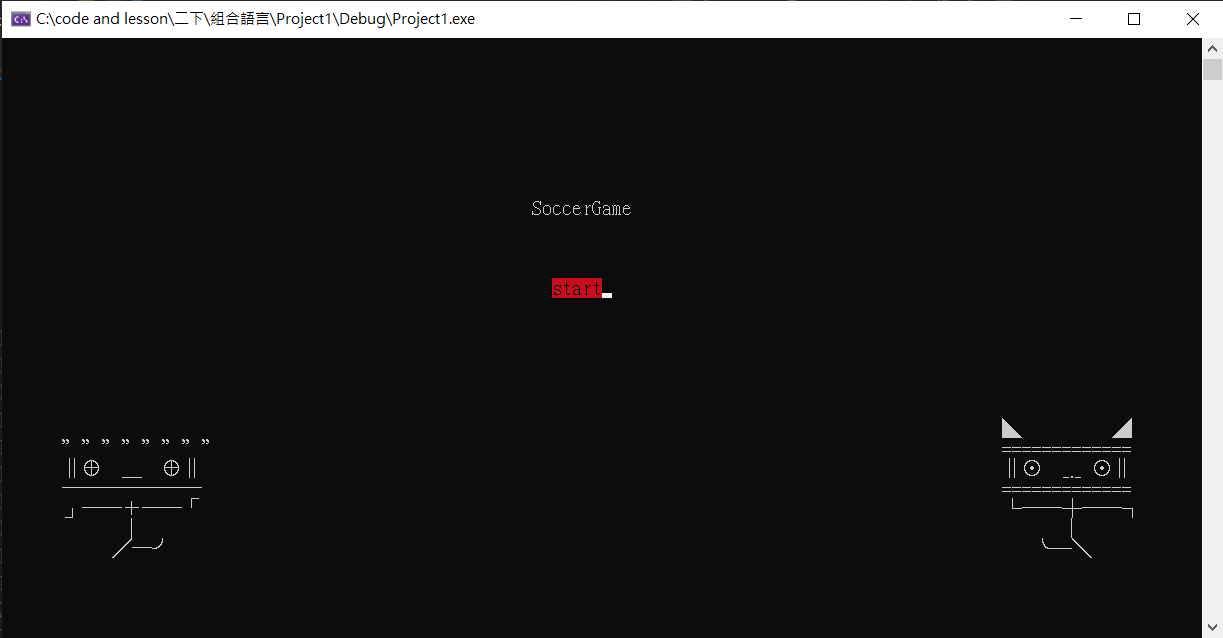 C:\code and lesson\二下\組合語言\Project1\Debug\Project1.exe
SoccerGame
start